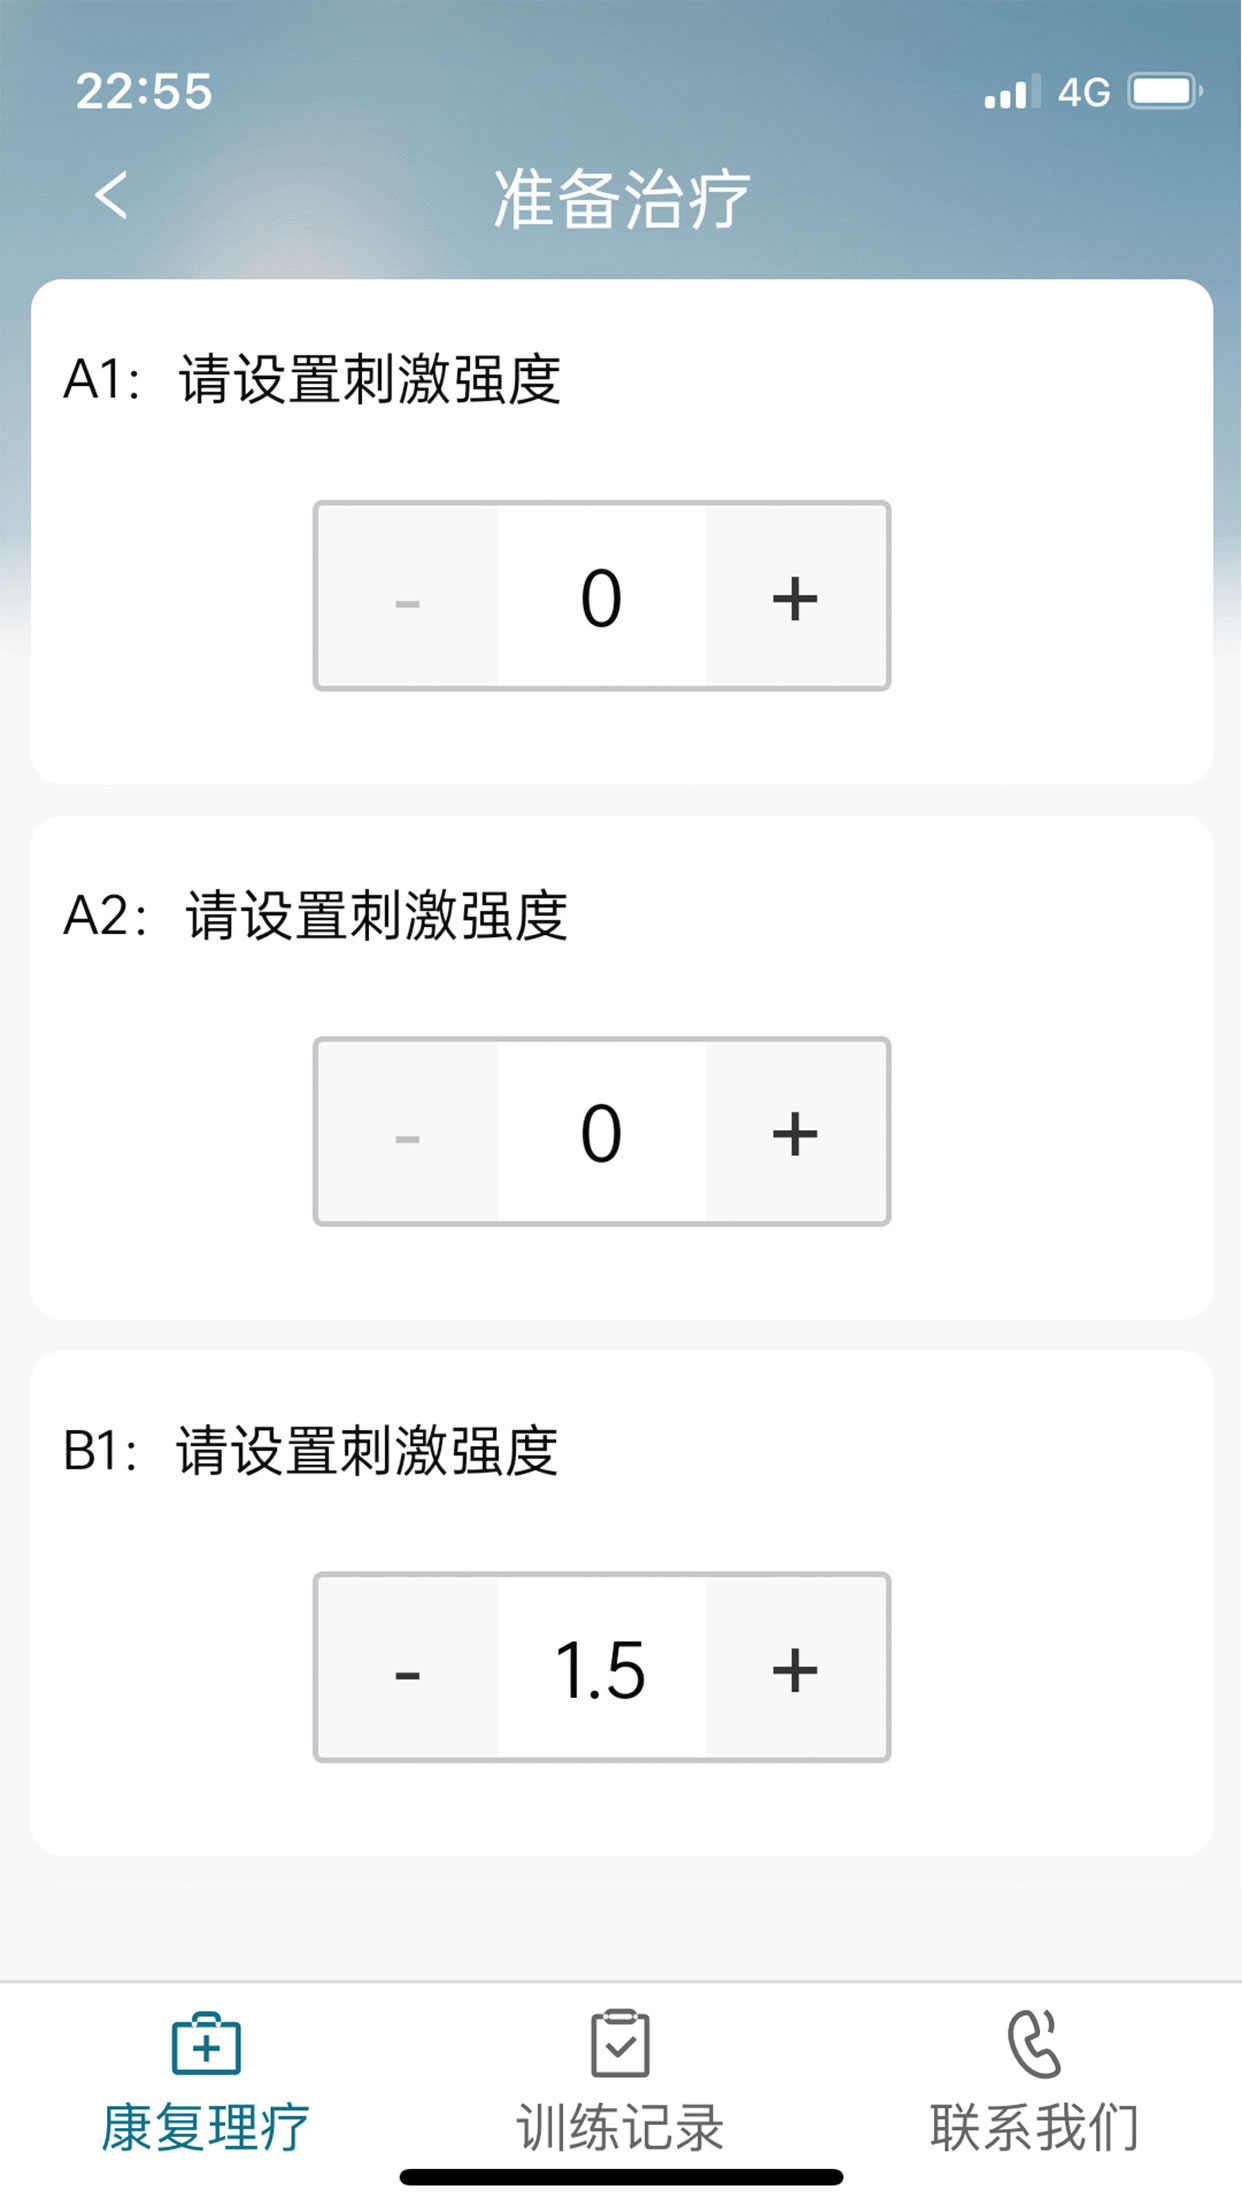 22:55 4G
准备治疗
A1: 请设置刺激强度
- 0 +
A2: 请设置刺激强度
- 0 +
B1: 请设置刺激强度
- 1.5 +
康复理疗 训练记录 联系我们